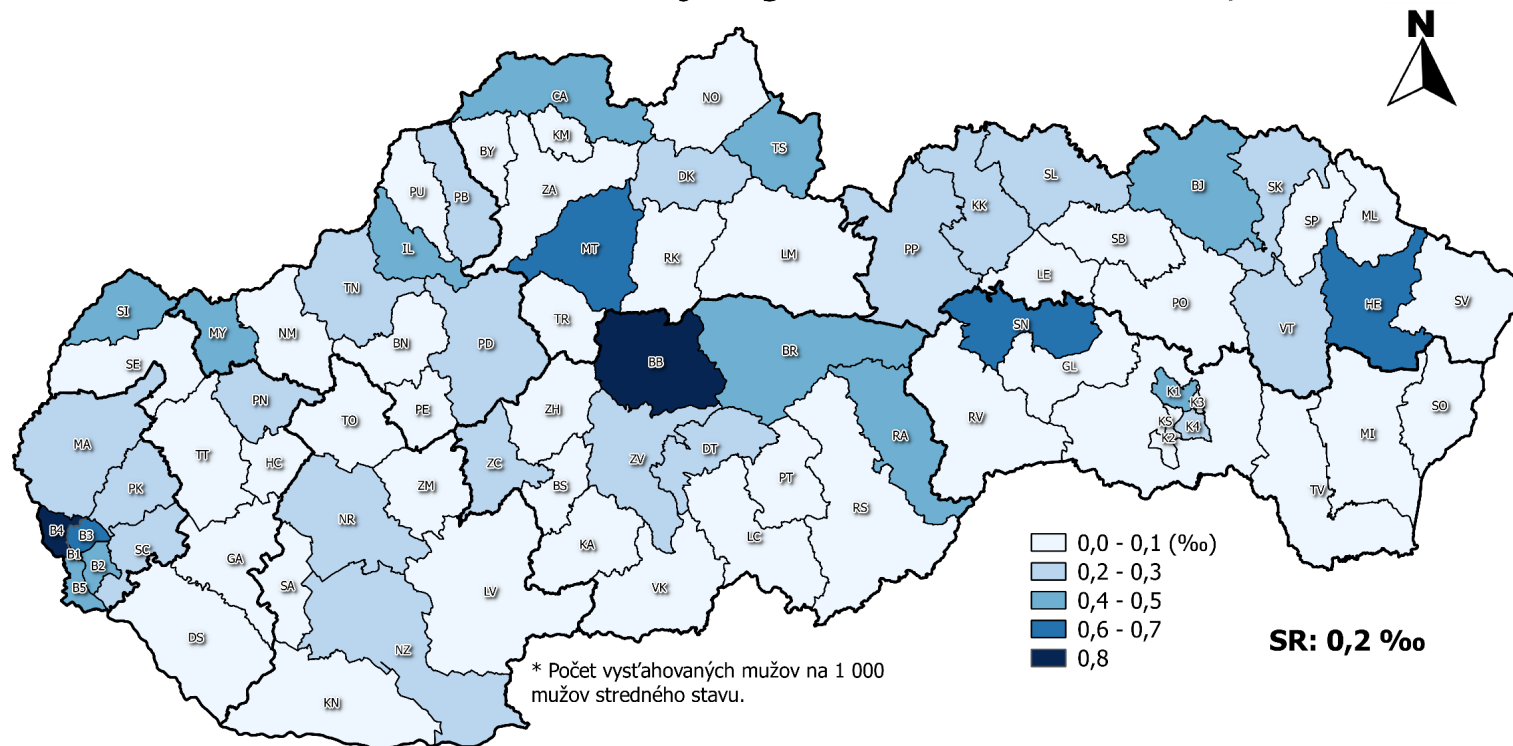 N
CA
NO
KM
TS
BY
PU
PB
ZA
DK
SL
BJ
SK
KK
SP
ML
IL
MT
RK
LM
PP
SB
LE
TN
PO
HE
SV
SI
MY
NM
TR
SN
VT
BN
PD
BR
SE
BB
GL
K1
K3
PN
PE
ZH
TO
RV
KS
K4
K2
SO
MA
TT
HC
ZC
ZV
DT
RA
MI
PK
ZM
BS
PT
TV
RS
NR
B4
B3
B1
B2
B5
SC
GA
SA
KA
LC
LV
VK
DS
NZ
KN
0,0 - 0,1 (‰)
0,2 - 0,3
0,4 - 0,5
0,6 - 0,7
0,8
SR: 0,2 ‰
* Počet vysťahovaných mužov na 1 000
mužov stredného stavu.